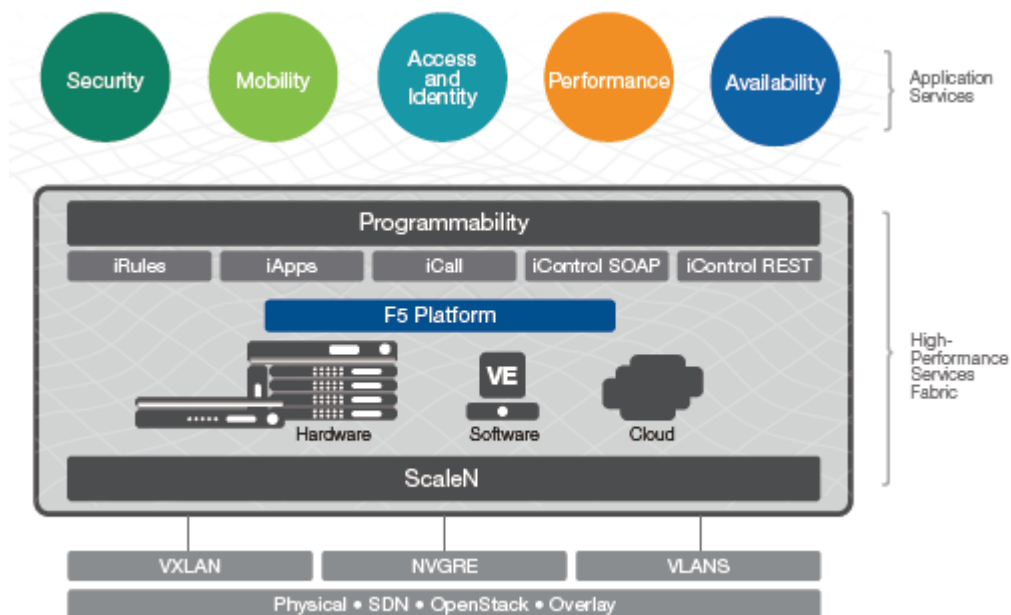 Security
Mobility
Access
and
Identity
Performance
Availability
Application
Services
Programmability
iRules
iApps
iCall
iControl SOAP
iControl REST
F5 Platform
VE
Hardware
Software
Cloud
High-
Performance
Services
Fabric
ScaleN
VXLAN
NVGRE
VLANS
Physical • SDN • OpenStack • Overlay